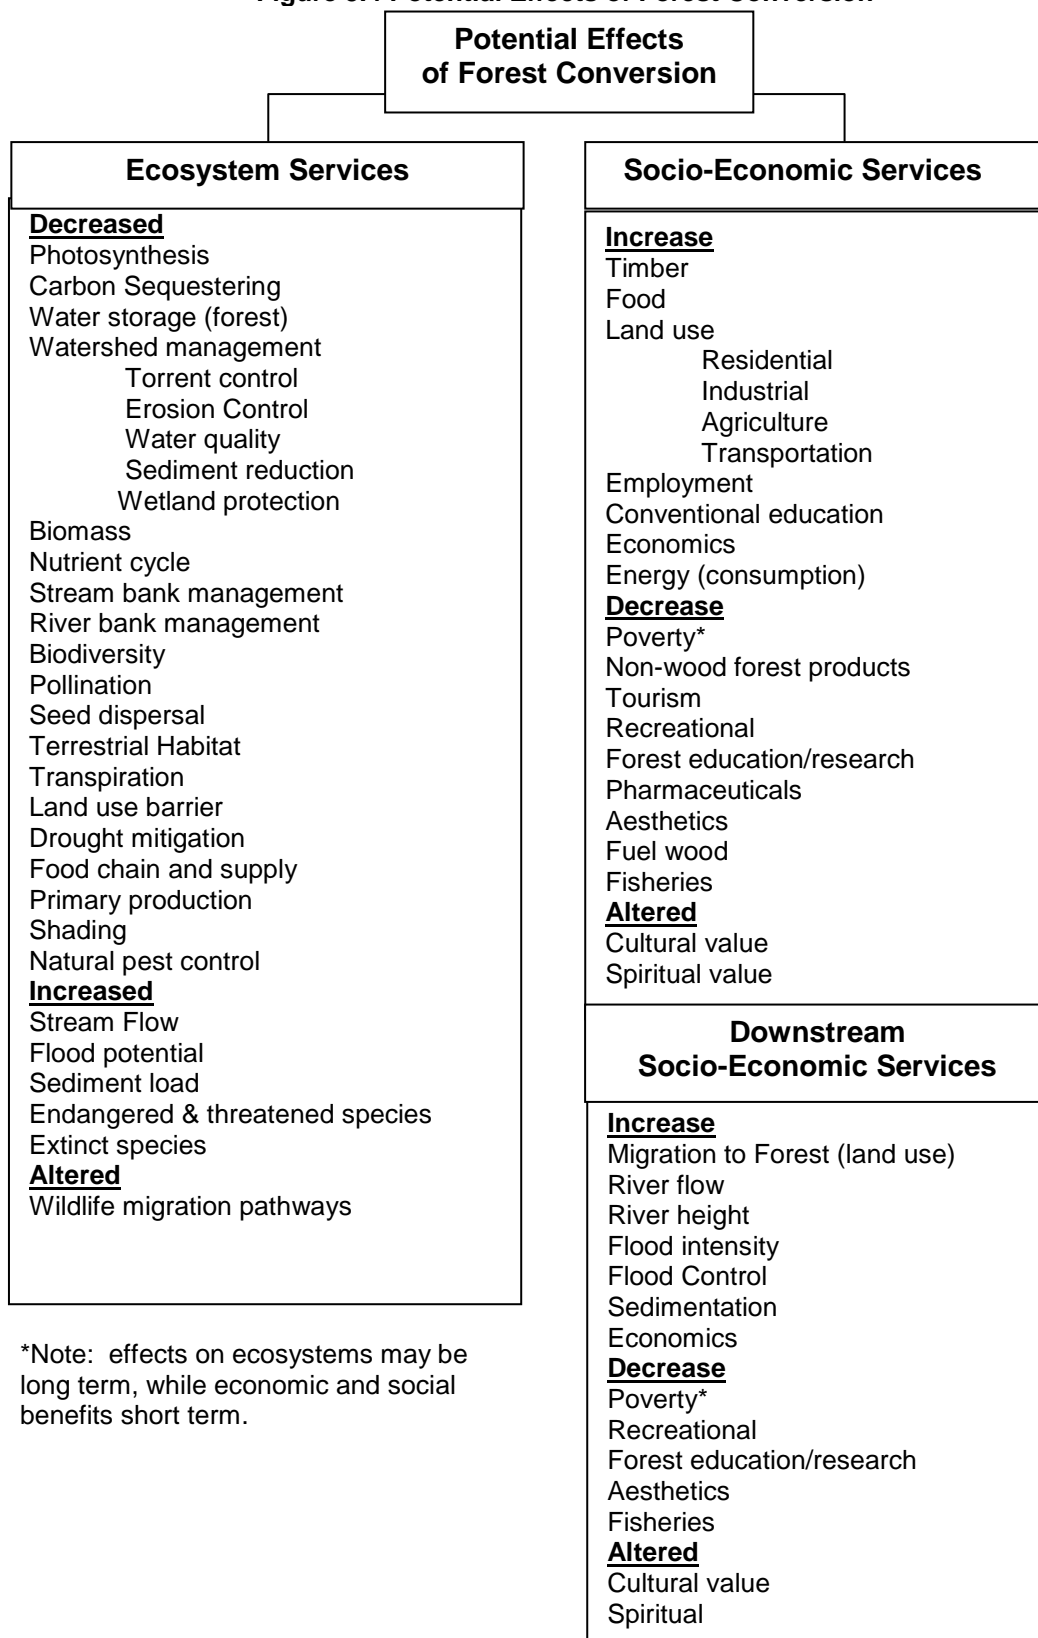 Potential Effects
of Forest Conversion
Ecosystem Services
Decreased
Photosynthesis
Carbon Sequestering
Water storage (forest)
Watershed management
Torrent control
Erosion Control
Water quality
Sediment reduction
Wetland protection
Biomass
Nutrient cycle
Stream bank management
River bank management
Biodiversity
Pollination
Seed dispersal
Terrestrial Habitat
Transpiration
Land use barrier
Drought mitigation
Food chain and supply
Primary production
Shading
Natural pest control
Increased
Stream Flow
Flood potential
Sediment load
Endangered & threatened species
Extinct species
Altered
Wildlife migration pathways
*Note: effects on ecosystems may be
long term, while economic and social
benefits short term.
Socio-Economic Services
Increase
Timber
Food
Land use
Residential
Industrial
Agriculture
Transportation
Employment
Conventional education
Economics
Energy (consumption)
Decrease
Poverty*
Non-wood forest products
Tourism
Recreational
Forest education/research
Pharmaceuticals
Aesthetics
Fuel wood
Fisheries
Altered
Cultural value
Spiritual value
Downstream
Socio-Economic Services
Increase
Migration to Forest (land use)
River flow
River height
Flood intensity
Flood Control
Sedimentation
Economics
Decrease
Poverty*
Recreational
Forest education/research
Aesthetics
Fisheries
Altered
Cultural value
Spiritual